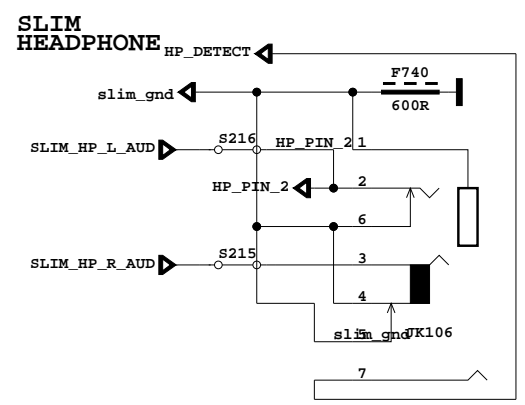 SLIM
HEADPHONE
HP_DETECT
F740
slim_gnd
600R
S216
HP_PIN_2
1
SLIM_HP_L_AUD
2
HP_PIN_2
6
S215
3
SLIM_HP_R_AUD
4
slim_gnd
5
JK106
7